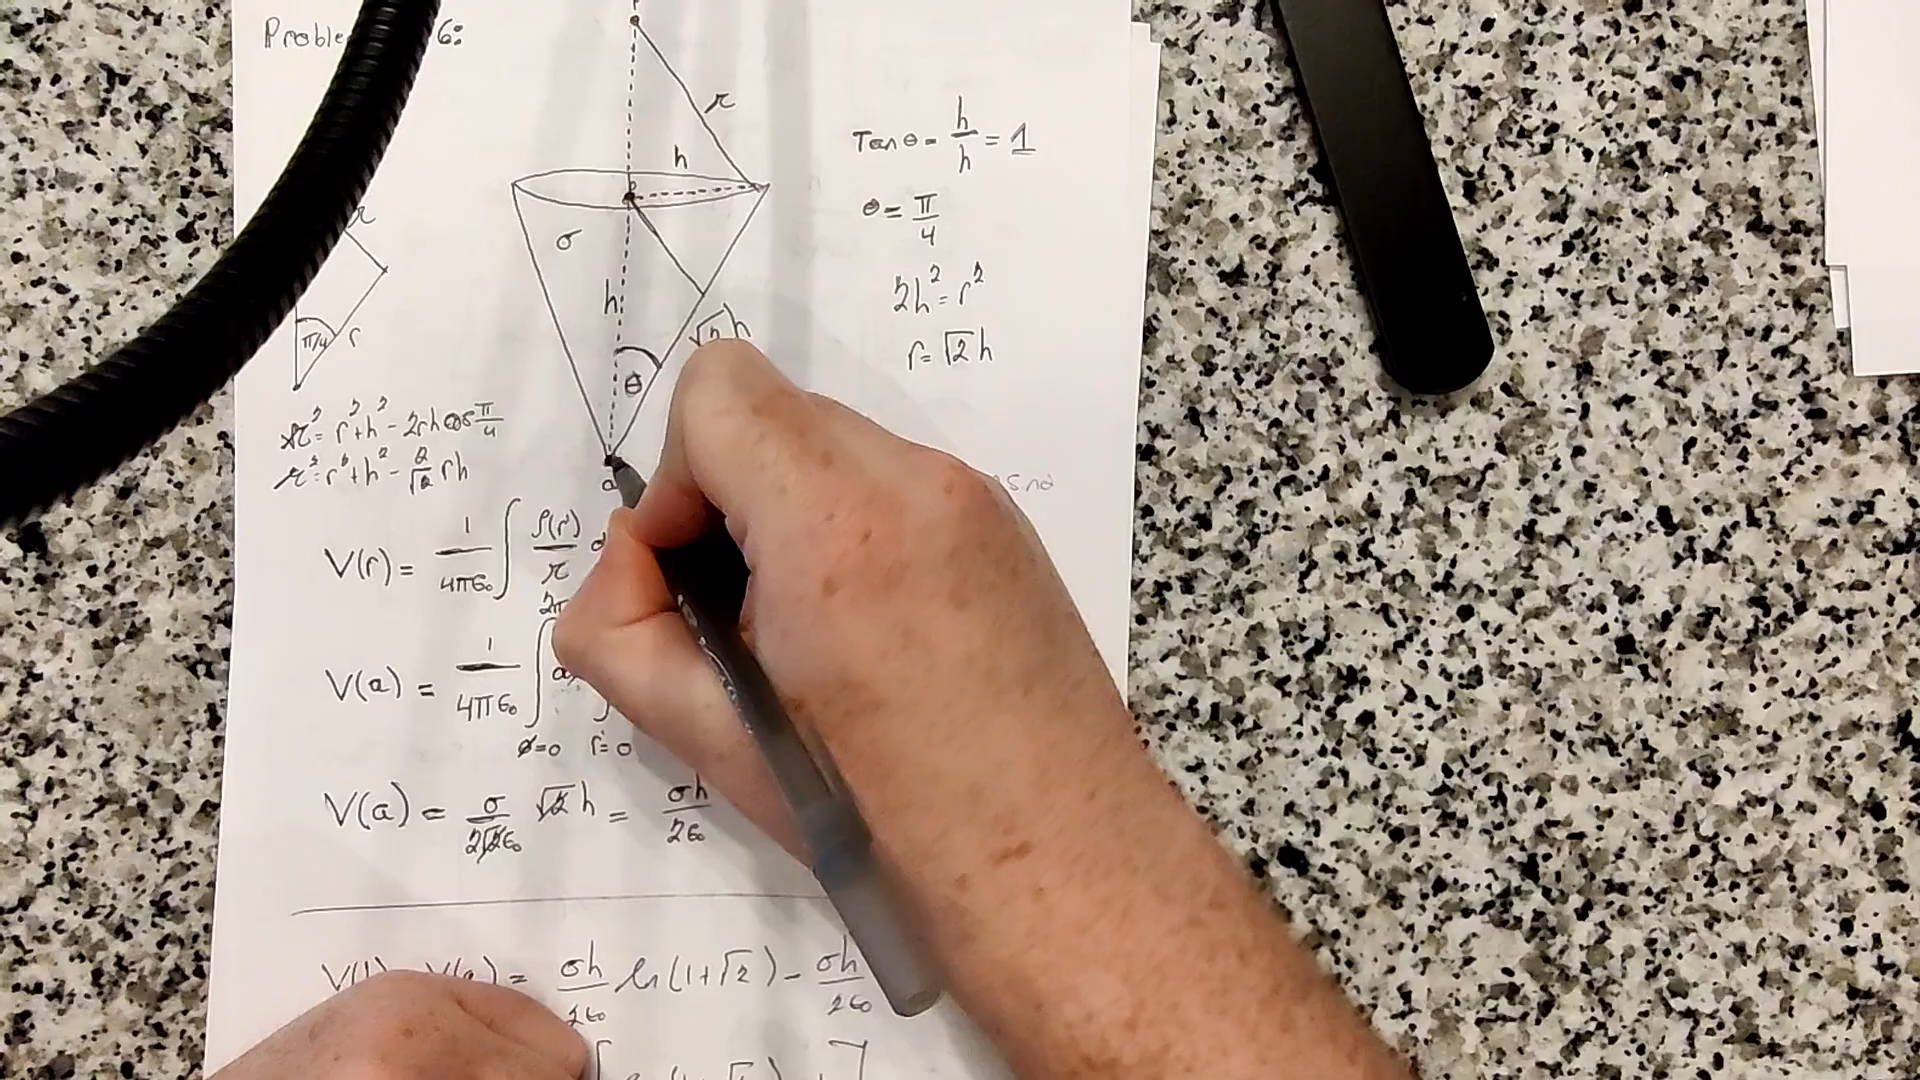 6:
r
h
Tan θ = h/h = 1
θ = π/4
σ
h
2h² = r²
r = √2 h
π/4 r
θ
r² = r² + h² - 2rh cos π/4
r² = r² + h² - 2/√2 rh
a
V(r) = 1/4πε₀ ∫ ρ(r')/r
V(a) = 1/4πε₀ ∫
ϕ=0 r=0
V(a) = σ/2√2ε₀ √2 h = σh/2ε₀
= σh/2ε₀ ln(1+√2) - σh/2ε₀